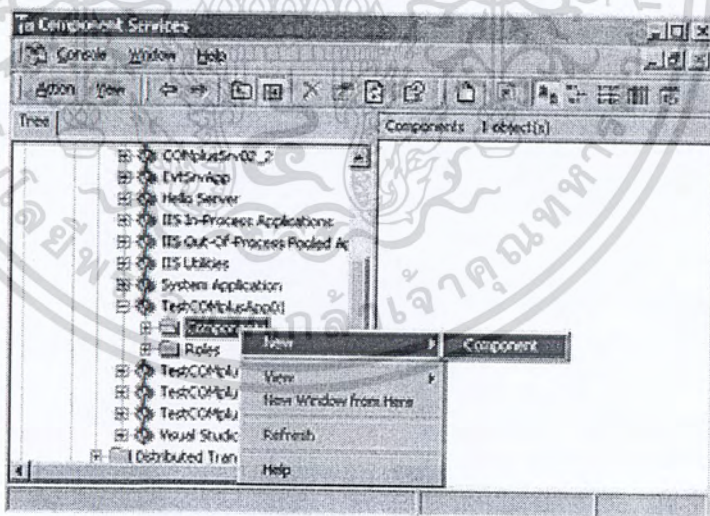 Component Services
Console Window Help
Action View
Tree
Components 1 object(s)
COMplusSrv02_2
EvtSrvApp
Hello Server
IIS In-Process Applications
IIS Out-Of-Process Pooled Ap
IIS Utilities
System Application
TestCOMplusApp01
Components
Roles
TestCOMplu
TestCOMplu
TestCOMplu
Visual Studio
Distributed Tran
New
Component
View
New Window from Here
Refresh
Help